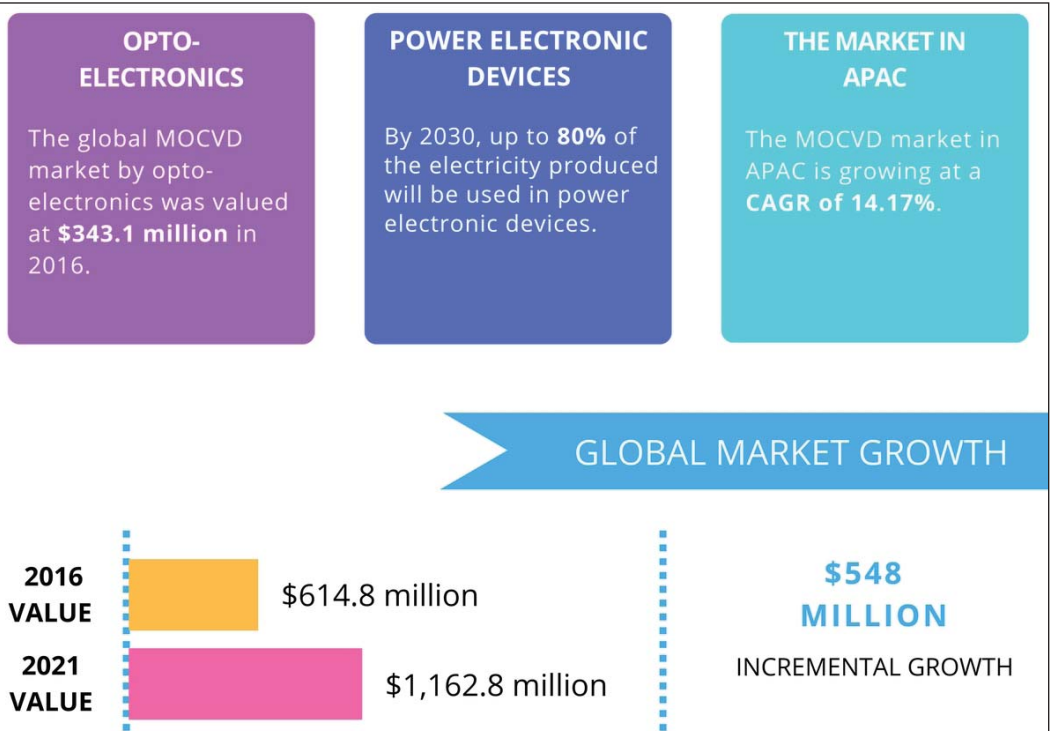 OPTO-
ELECTRONICS
The global MOCVD
market by opto-
electronics was valued
at $343.1 million in
2016.
POWER ELECTRONIC
DEVICES
By 2030, up to 80% of
the electricity produced
will be used in power
electronic devices.
THE MARKET IN
APAC
The MOCVD market in
APAC is growing at a
CAGR of 14.17%.
GLOBAL MARKET GROWTH
2016
VALUE
$614.8 million
2021
VALUE
$1,162.8 million
$548
MILLION
INCREMENTAL GROWTH